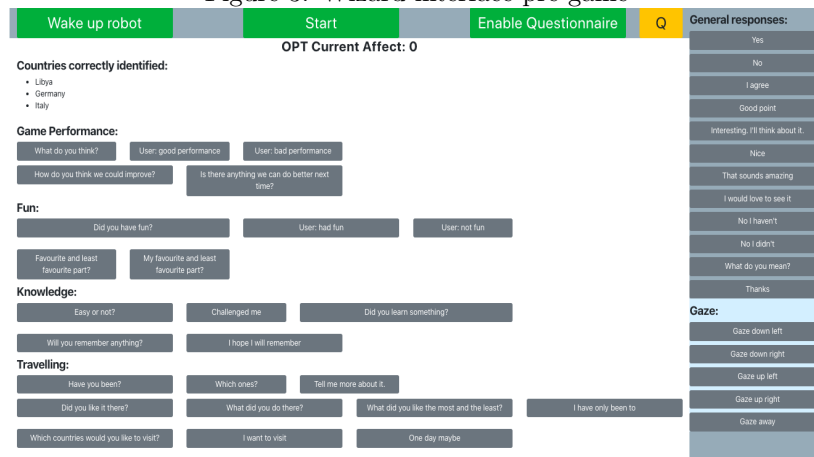 Wake up robot
Start
Enable Questionnaire
Q
OPT Current Affect: 0
Countries correctly identified:
• Libya
• Germany
• Italy
Game Performance:
What do you think?
User: good performance
User: bad performance
How do you think we could improve?
Is there anything we can do better next
time?
Fun:
Did you have fun?
User: had fun
User: not fun
Favourite and least
favourite part?
My favourite and least
favourite part?
Knowledge:
Easy or not?
Challenged me
Did you learn something?
Will you remember anything?
I hope I will remember
Travelling:
Have you been?
Which ones?
Tell me more about it.
Did you like it there?
What did you do there?
What did you like the most and the least?
I have only been to
Which countries would you like to visit?
I want to visit
One day maybe
General responses:
Yes
No
I agree
Good point
Interesting. I'll think about it.
Nice
That sounds amazing
I would love to see it
No I haven't
No I didn't
What do you mean?
Thanks
Gaze:
Gaze down left
Gaze down right
Gaze up left
Gaze up right
Gaze away